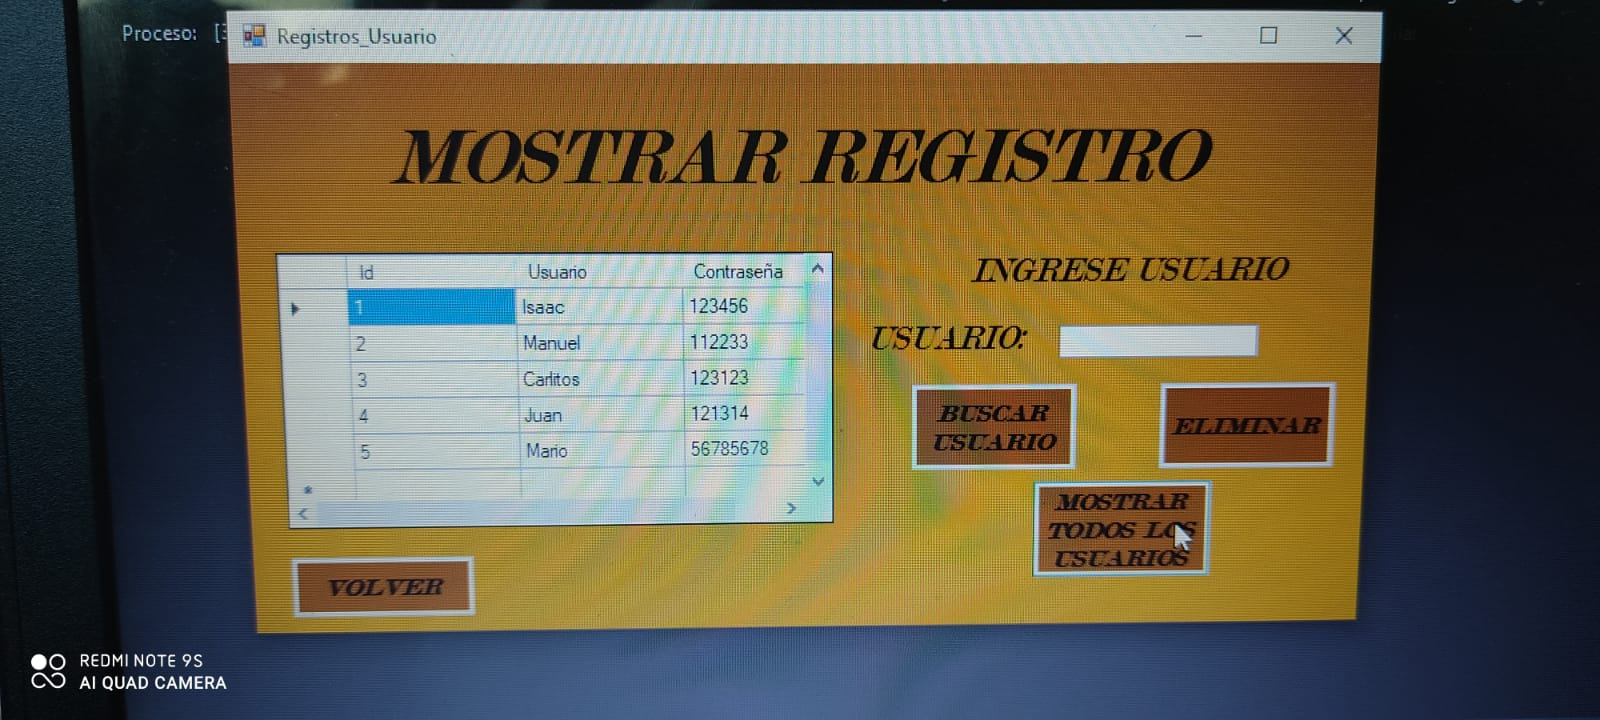 Proceso:
Registros_Usuario
MOSTRAR REGISTRO
Id Usuario Contraseña
1 Isaac 123456
2 Manuel 112233
3 Carlitos 123123
4 Juan 121314
5 Mario 56785678
*
INGRESE USUARIO
USUARIO:
BUSCAR
USUARIO
ELIMINAR
MOSTRAR
TODOS LOS
USUARIOS
VOLVER
REDMI NOTE 9S
AI QUAD CAMERA